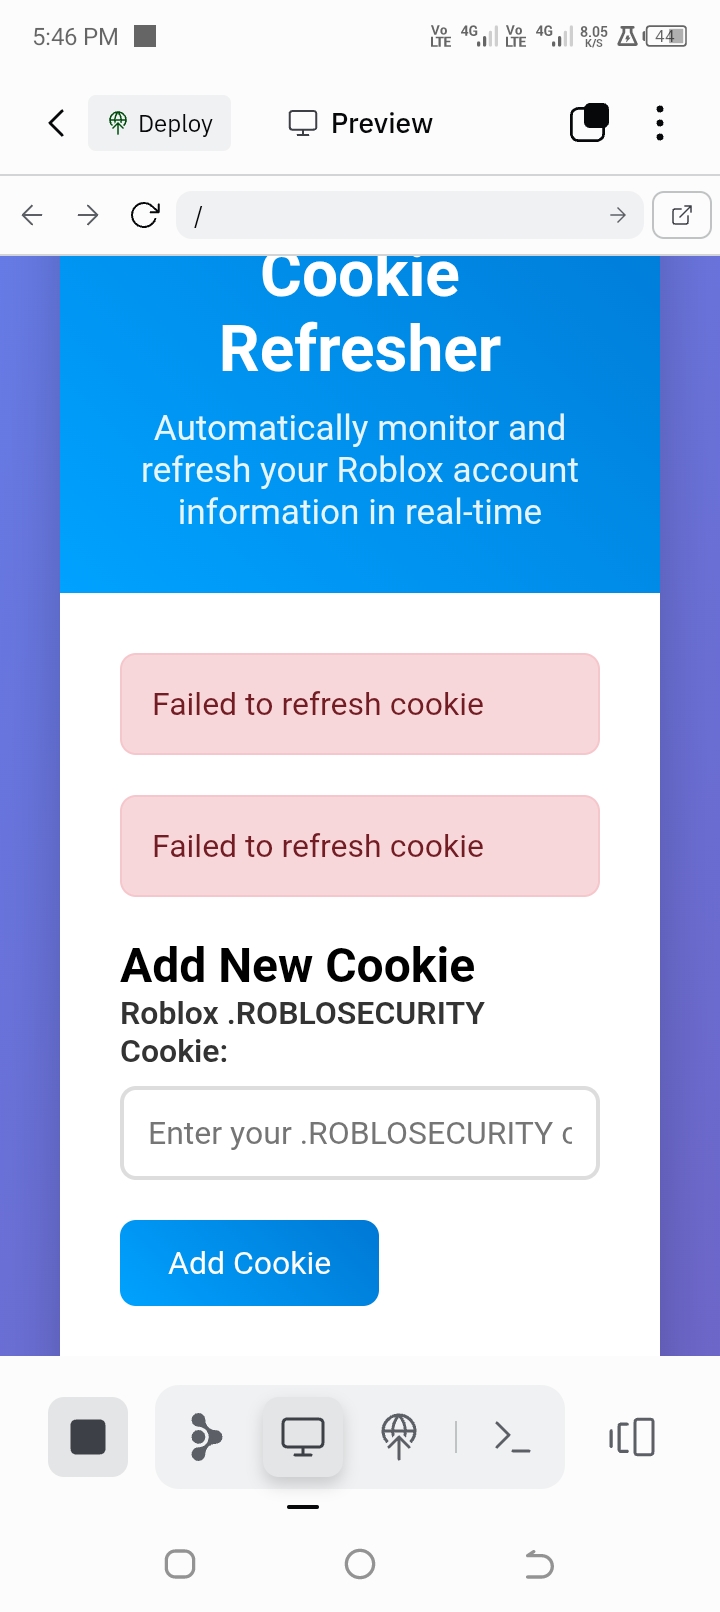 5:46 PM
Vo LTE 4G Vo LTE 4G 8.05 K/S 44
Deploy
Preview
/
Cookie
Refresher
Automatically monitor and
refresh your Roblox account
information in real-time
Failed to refresh cookie
Failed to refresh cookie
Add New Cookie
Roblox .ROBLOSECURITY
Cookie:
Enter your .ROBLOSECURITY c
Add Cookie